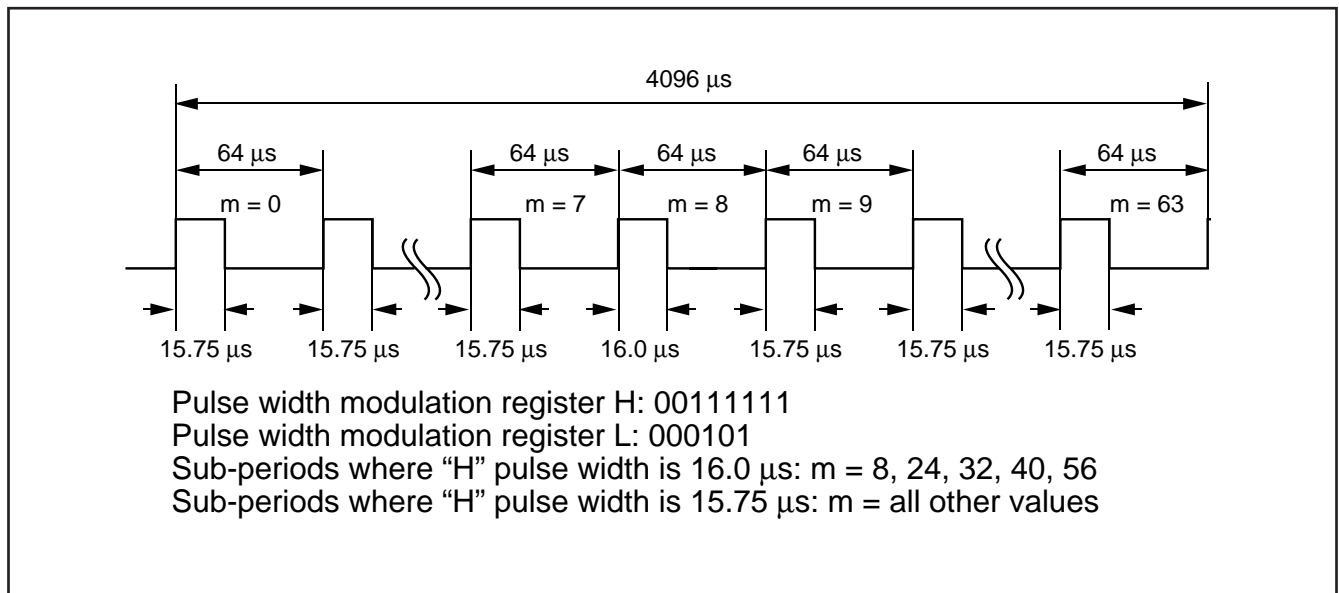 4096 μs
64 μs 64 μs 64 μs 64 μs 64 μs
m = 0 m = 7 m = 8 m = 9 m = 63
15.75 μs 15.75 μs 15.75 μs 16.0 μs 15.75 μs 15.75 μs 15.75 μs
Pulse width modulation register H: 00111111
Pulse width modulation register L: 000101
Sub-periods where “H” pulse width is 16.0 μs: m = 8, 24, 32, 40, 56
Sub-periods where “H” pulse width is 15.75 μs: m = all other values